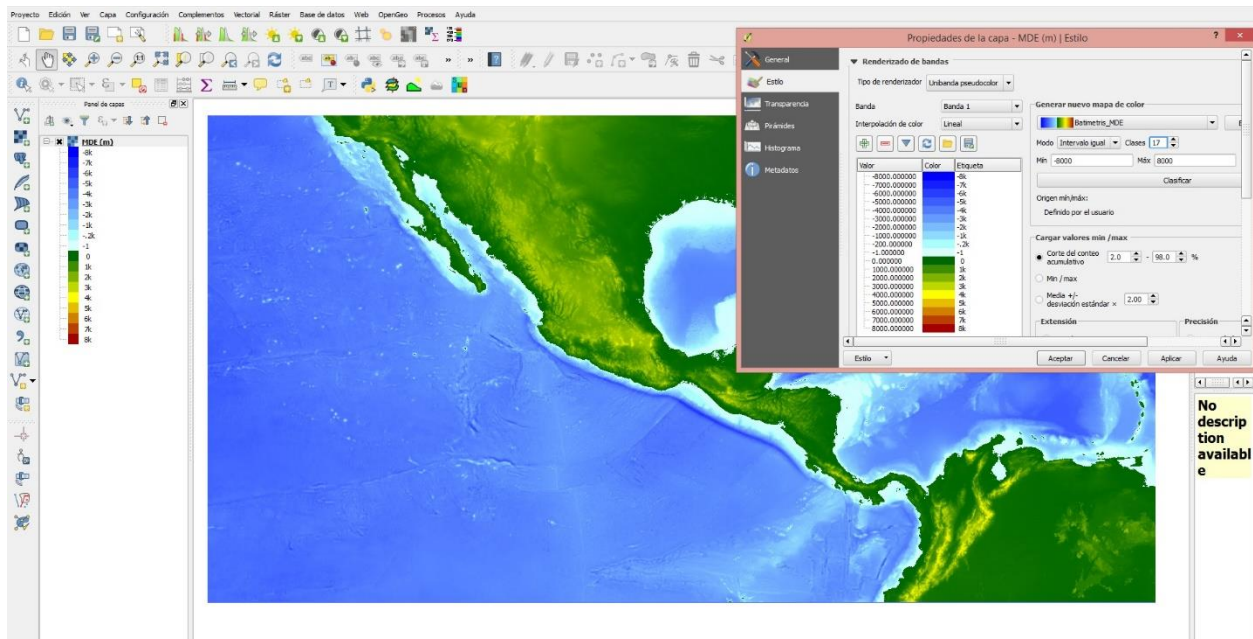 Proyecto Edición Ver Capa Configuración Complementos Vectorial Ráster Base de datos Web OpenGeo Procesos Ayuda
Panel de capas
MDE (m)
-8k
-7k
-6k
-5k
-4k
-3k
-2k
-1k
-.2k
-1
0
1k
2k
3k
4k
5k
6k
7k
8k
Propiedades de la capa - MDE (m) | Estilo
General
Estilo
Transparencia
Pirámides
Histograma
Metadatos
Renderizado de bandas
Tipo de renderizador Unibanda pseudocolor
Banda Banda 1
Interpolación de color Lineal
Valor Color Etiqueta
-8000.000000 -8k
-7000.000000 -7k
-6000.000000 -6k
-5000.000000 -5k
-4000.000000 -4k
-3000.000000 -3k
-2000.000000 -2k
-1000.000000 -1k
-200.000000 -.2k
-1.000000 -1
0.000000 0
1000.000000 1k
2000.000000 2k
3000.000000 3k
4000.000000 4k
5000.000000 5k
6000.000000 6k
7000.000000 7k
8000.000000 8k
Generar nuevo mapa de color
Batimetris_MDE
Modo Intervalo igual Clases 17
Mín -8000 Máx 8000
Clasificar
Origen mín/máx:
Definido por el usuario
Cargar valores min /max
Corte del conteo acumulativo 2.0 - 98.0 %
Min / max
Media +/-
desviación estándar × 2.00
Extensión Precisión
Estilo Aceptar Cancelar Aplicar Ayuda
No
descrip
tion
availabl
e